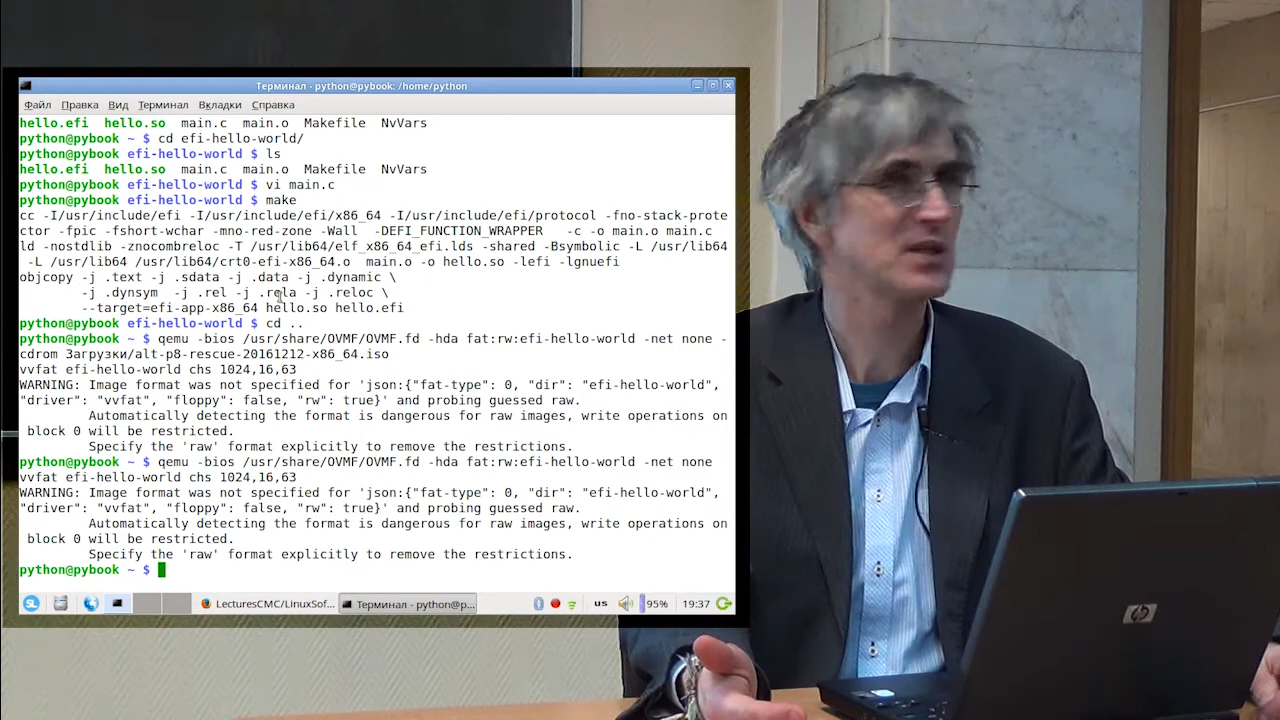 Терминал - python@pybook: /home/python
Файл Правка Вид Терминал Вкладки Справка
hello.efi hello.so main.c main.o Makefile NvVars
python@pybook ~ $ cd efi-hello-world/
python@pybook efi-hello-world $ ls
hello.efi hello.so main.c main.o Makefile NvVars
python@pybook efi-hello-world $ vi main.c
python@pybook efi-hello-world $ make
cc -I/usr/include/efi -I/usr/include/efi/x86_64 -I/usr/include/efi/protocol -fno-stack-prote
ctor -fpic -fshort-wchar -mno-red-zone -Wall -DEFI_FUNCTION_WRAPPER -c -o main.o main.c
ld -nostdlib -znocombreloc -T /usr/lib64/elf_x86_64_efi.lds -shared -Bsymbolic -L /usr/lib64
-L /usr/lib64 /usr/lib64/crt0-efi-x86_64.o main.o -o hello.so -lefi -lgnuefi
objcopy -j .text -j .sdata -j .data -j .dynamic \
-j .dynsym -j .rel -j .rela -j .reloc \
--target=efi-app-x86_64 hello.so hello.efi
python@pybook efi-hello-world $ cd ..
python@pybook ~ $ qemu -bios /usr/share/OVMF/OVMF.fd -hda fat:rw:efi-hello-world -net none -
cdrom Загрузки/alt-p8-rescue-20161212-x86_64.iso
vvfat efi-hello-world chs 1024,16,63
WARNING: Image format was not specified for 'json:{"fat-type": 0, "dir": "efi-hello-world",
"driver": "vvfat", "floppy": false, "rw": true}' and probing guessed raw.
Automatically detecting the format is dangerous for raw images, write operations on
block 0 will be restricted.
Specify the 'raw' format explicitly to remove the restrictions.
python@pybook ~ $ qemu -bios /usr/share/OVMF/OVMF.fd -hda fat:rw:efi-hello-world -net none
vvfat efi-hello-world chs 1024,16,63
WARNING: Image format was not specified for 'json:{"fat-type": 0, "dir": "efi-hello-world",
"driver": "vvfat", "floppy": false, "rw": true}' and probing guessed raw.
Automatically detecting the format is dangerous for raw images, write operations on
block 0 will be restricted.
Specify the 'raw' format explicitly to remove the restrictions.
python@pybook ~ $
SL LecturesCMC/LinuxSof... Терминал - python@p... us 95% 19:37
hp